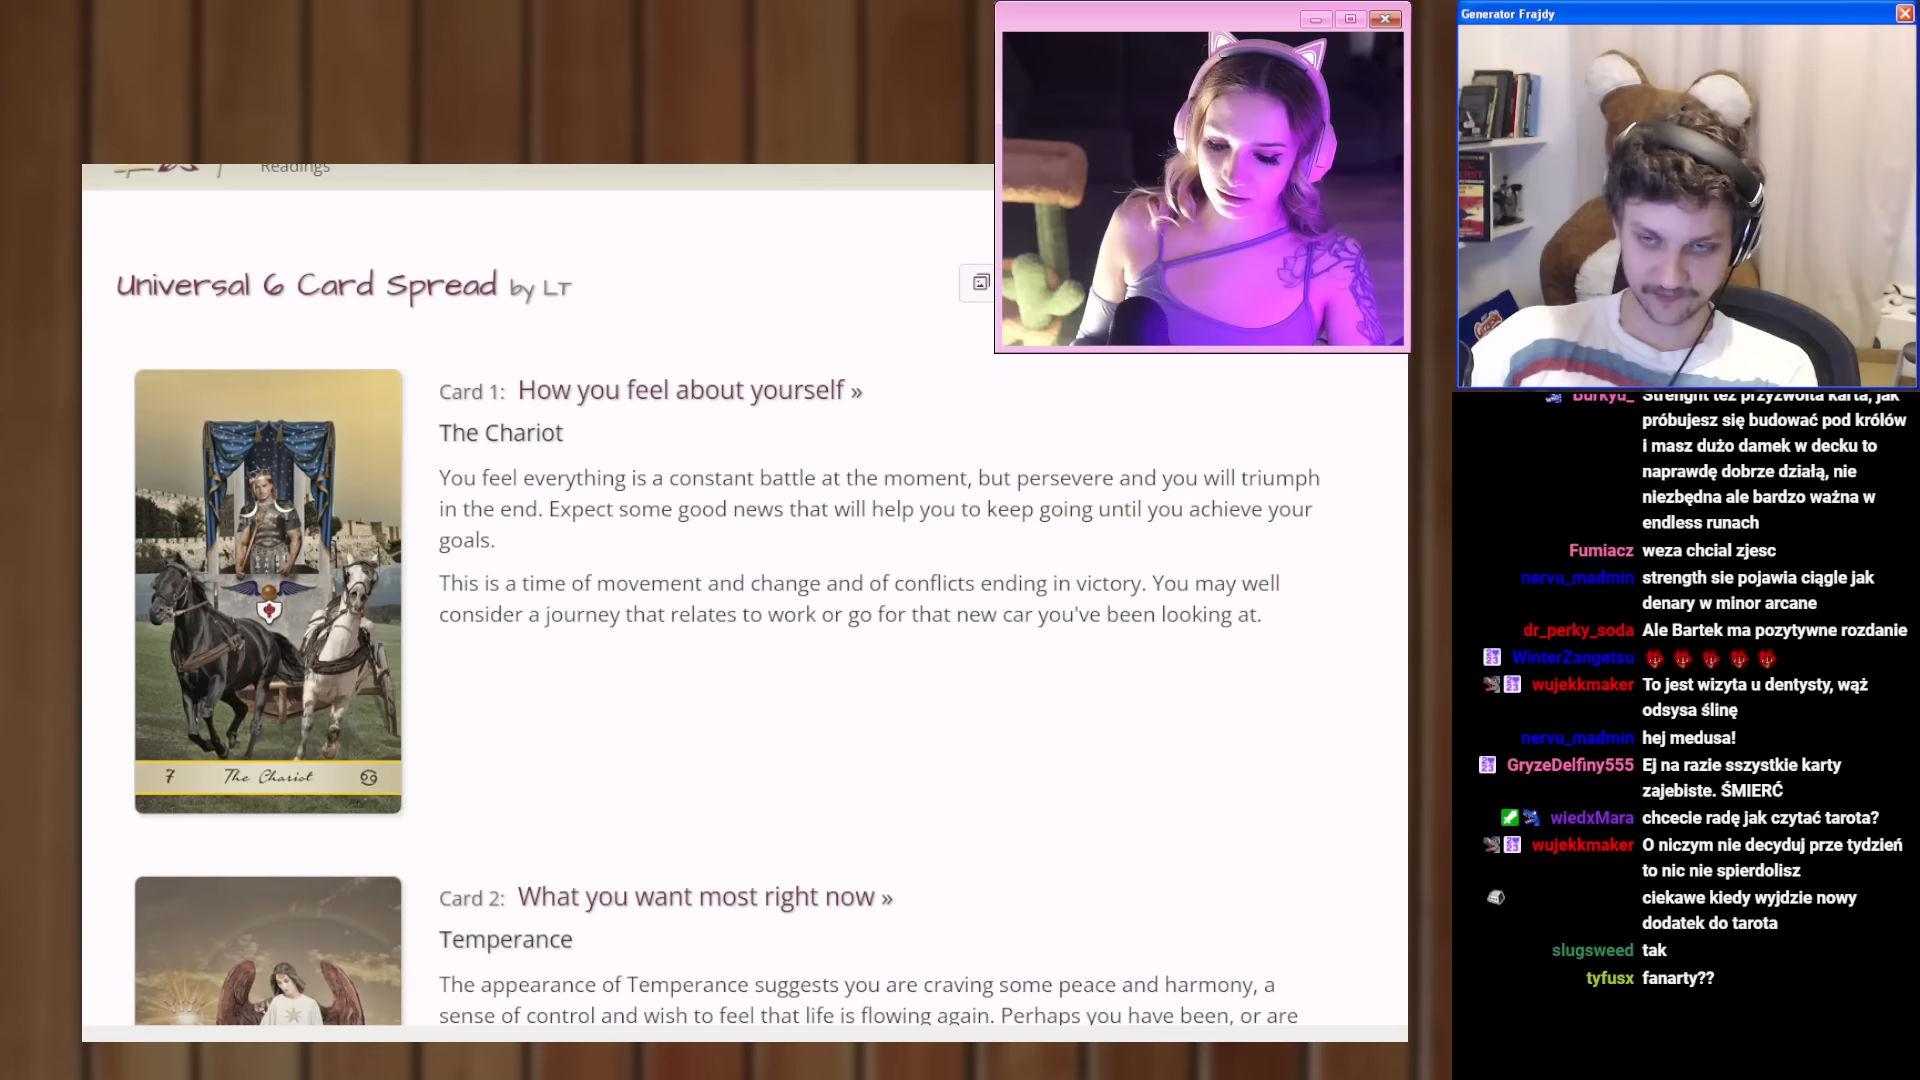 Readings
Universal 6 Card Spread by LT
Card 1: How you feel about yourself »
The Chariot
You feel everything is a constant battle at the moment, but persevere and you will triumph
in the end. Expect some good news that will help you to keep going until you achieve your
goals.
This is a time of movement and change and of conflicts ending in victory. You may well
consider a journey that relates to work or go for that new car you've been looking at.
7 The Chariot
Card 2: What you want most right now »
Temperance
The appearance of Temperance suggests you are craving some peace and harmony, a
sense of control and wish to feel that life is flowing again. Perhaps you have been, or are
Generator Frajdy
Burkyu_ Strenght też przyzwoita karta, jak
próbujesz się budować pod królów
i masz dużo damek w decku to
naprawdę dobrze działą, nie
niezbędna ale bardzo ważna w
endless runach
Fumiacz weza chcial zjesc
nervu_madmin strength sie pojawia ciągle jak
denary w minor arcane
dr_perky_soda Ale Bartek ma pozytywne rozdanie
WinterZangetsu
wujekkmaker To jest wizyta u dentysty, wąż
odsysa ślinę
nervu_madmin hej medusa!
GryzeDelfiny555 Ej na razie sszystkie karty
zajebiste. ŚMIERĆ
wiedxMara chcecie radę jak czytać tarota?
wujekkmaker O niczym nie decyduj prze tydzień
to nic nie spierdolisz
ciekawe kiedy wyjdzie nowy
dodatek do tarota
slugsweed tak
tyfusx fanarty??